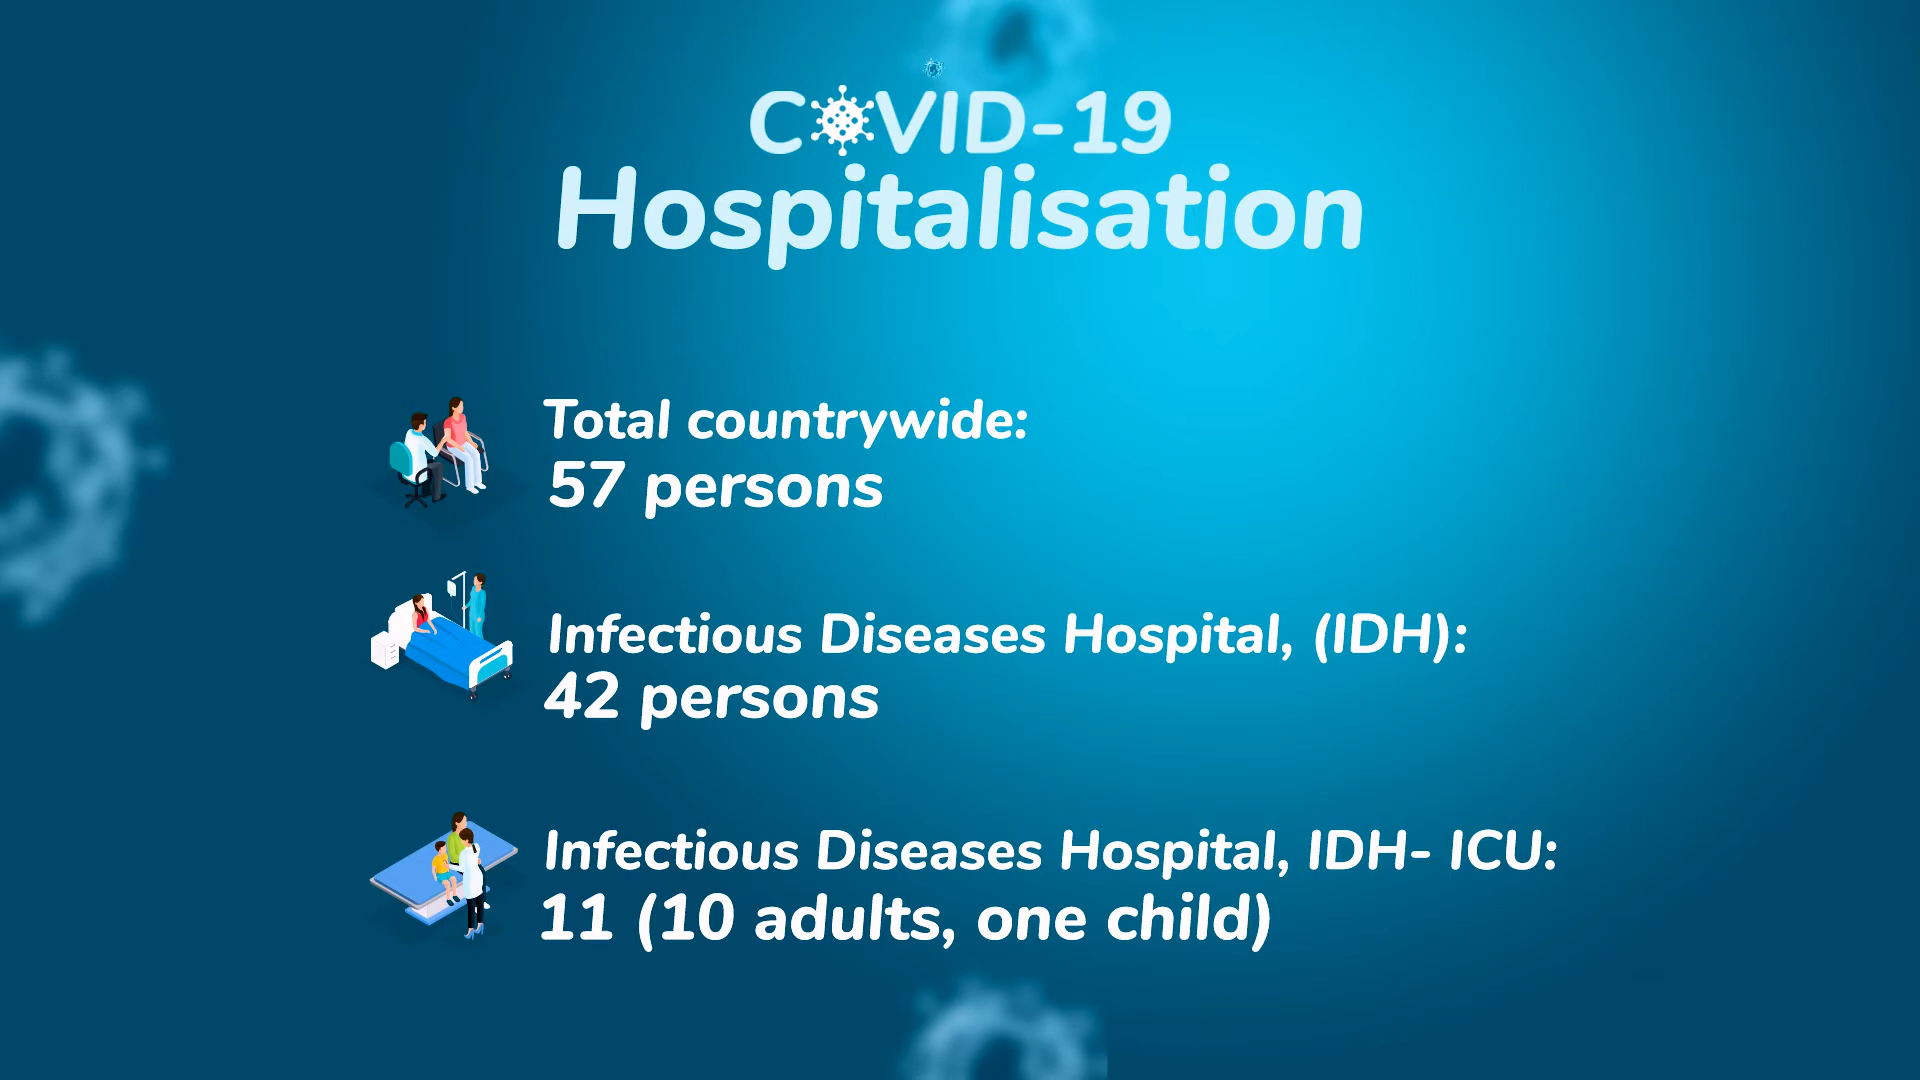 COVID-19
Hospitalisation
Total countrywide:
57 persons
Infectious Diseases Hospital, (IDH):
42 persons
Infectious Diseases Hospital, IDH- ICU:
11 (10 adults, one child)